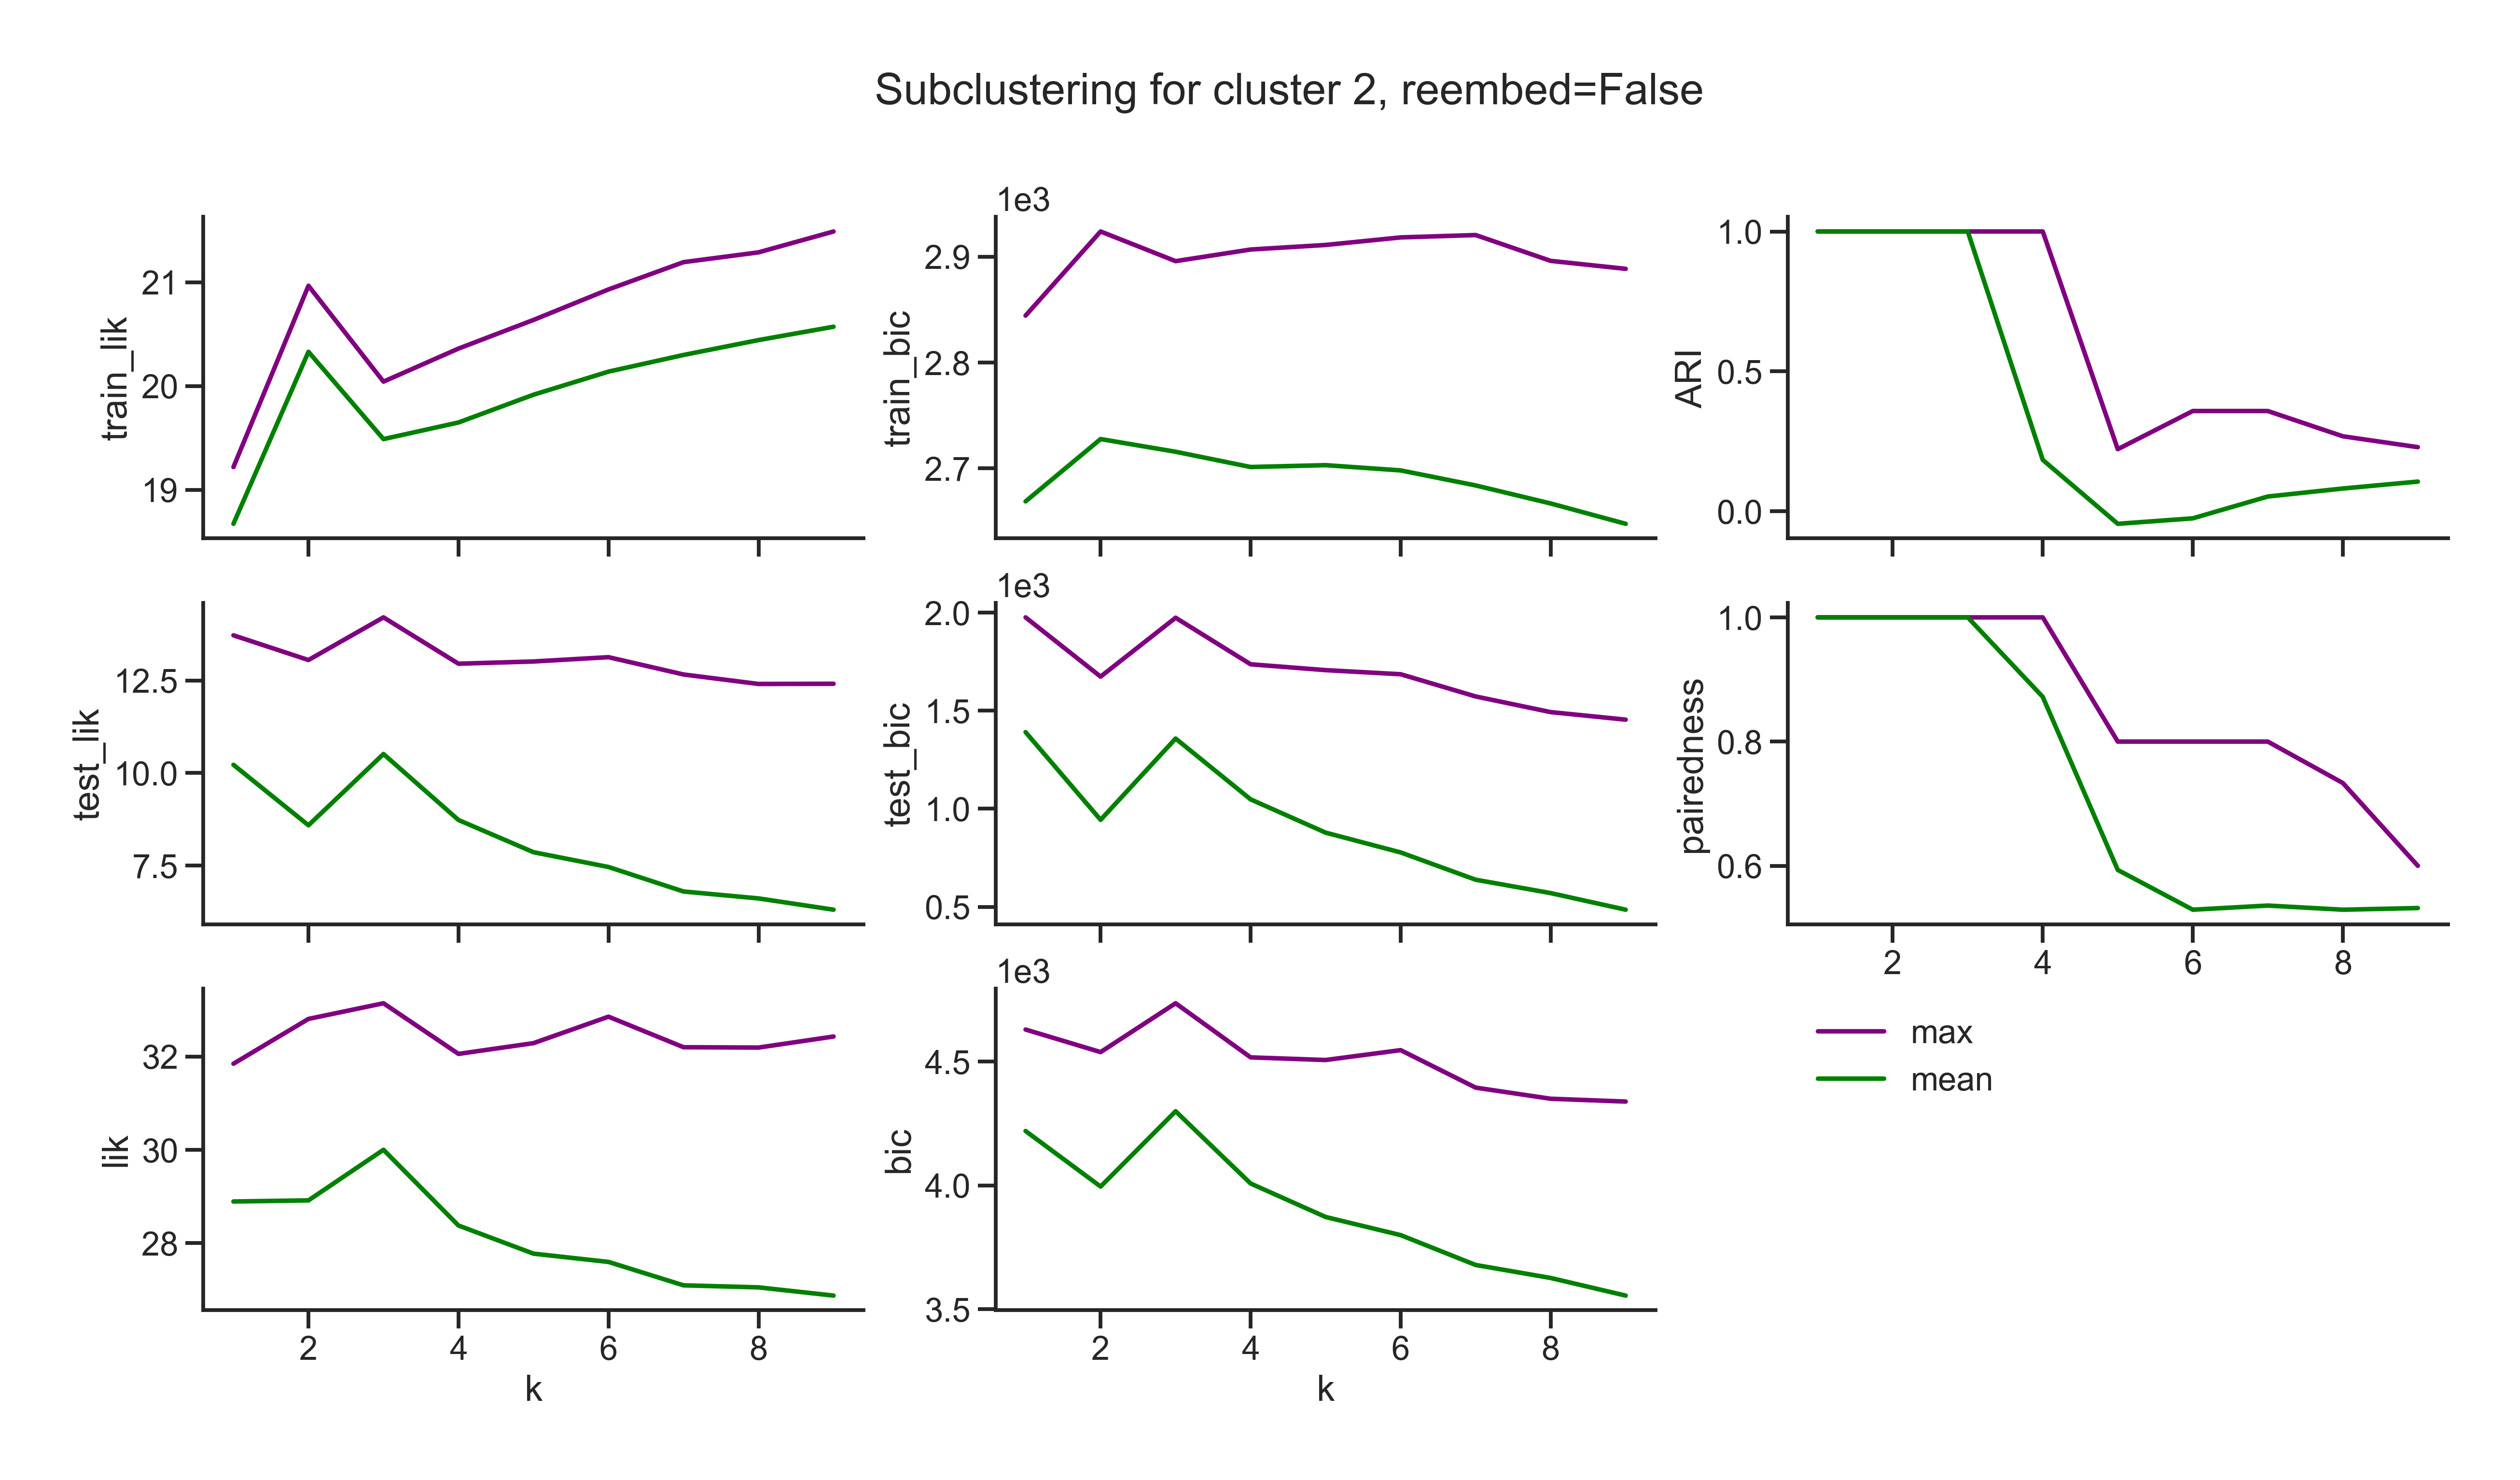 Subclustering for cluster 2, reembed=False
train_lik
21
20
19
1e3
train_bic
2.9
2.8
2.7
ARI
1.0
0.5
0.0
test_lik
12.5
10.0
7.5
1e3
test_bic
2.0
1.5
1.0
0.5
pairedness
1.0
0.8
0.6
2 4 6 8
lik
32
30
28
2 4 6 8
k
1e3
bic
4.5
4.0
3.5
2 4 6 8
k
max
mean